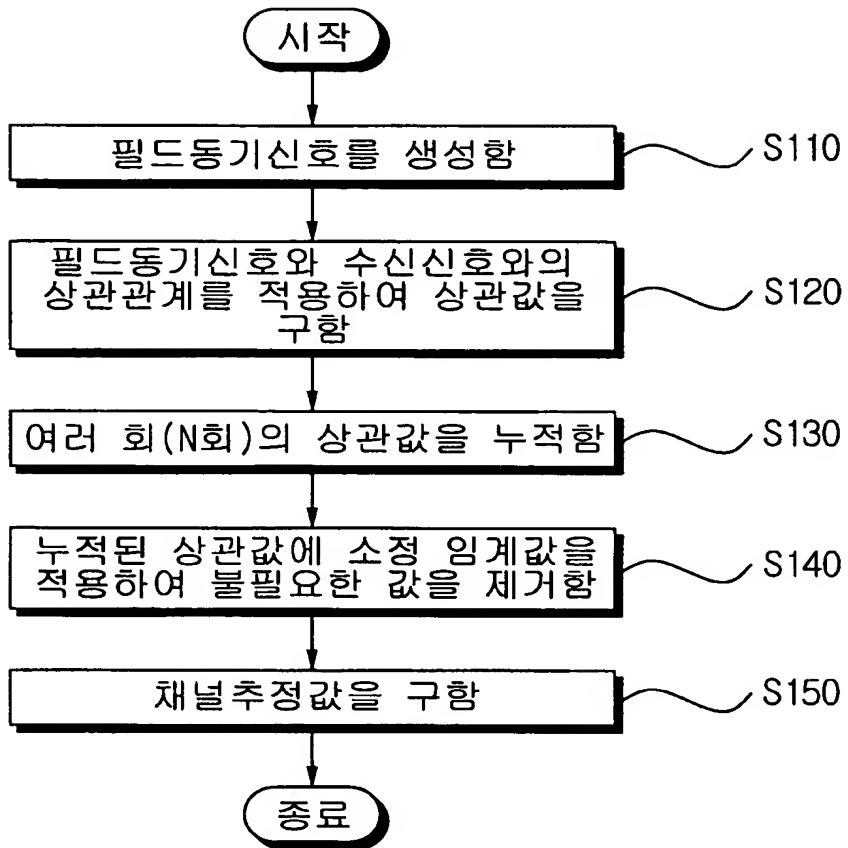 시작
필드동기신호를 생성함
S110
필드동기신호와 수신신호와의
상관관계를 적용하여 상관값을
구함
S120
여러 회(N회)의 상관값을 누적함
S130
누적된 상관값에 소정 임계값을
적용하여 불필요한 값을 제거함
S140
채널추정값을 구함
S150
종료